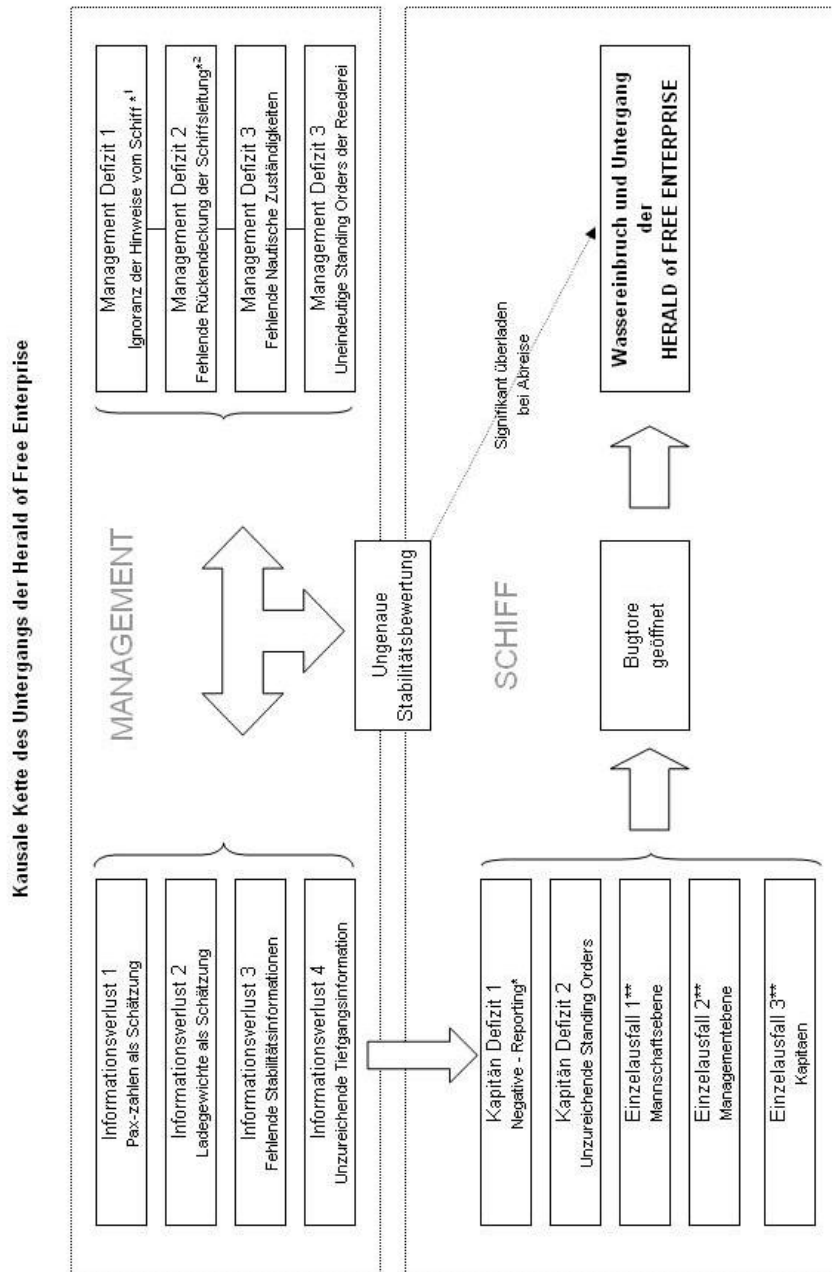 Kausale Kette des Untergangs der Herald of Free Enterprise
MANAGEMENT
Informationsverlust 1
Pax-zahlen als Schätzung
Informationsverlust 2
Ladegewichte als Schätzung
Informationsverlust 3
Fehlende Stabilitätsinformationen
Informationsverlust 4
Unzureichende Tiefgangsinformation
Management Defizit 1
Ignoranz der Hinweise vom Schiff *1
Management Defizit 2
Fehlende Rückendeckung der Schiffsleitung*2
Management Defizit 3
Fehlende Nautische Zuständigkeiten
Management Defizit 3
Uneindeutige Standing Orders der Reederei
Ungenaue
Stabilitätsbewertung
Signifikant überladen
bei Abreise
SCHIFF
Kapitän Defizit 1
Negative - Reporting*
Kapitän Defizit 2
Unzureichende Standing Orders
Einzelausfall 1**
Mannschaftsebene
Einzelausfall 2**
Managementebene
Einzelausfall 3**
Kapitaen
Bugtore
geöffnet
Wassereinbruch und Untergang
der
HERALD of FREE ENTERPRISE